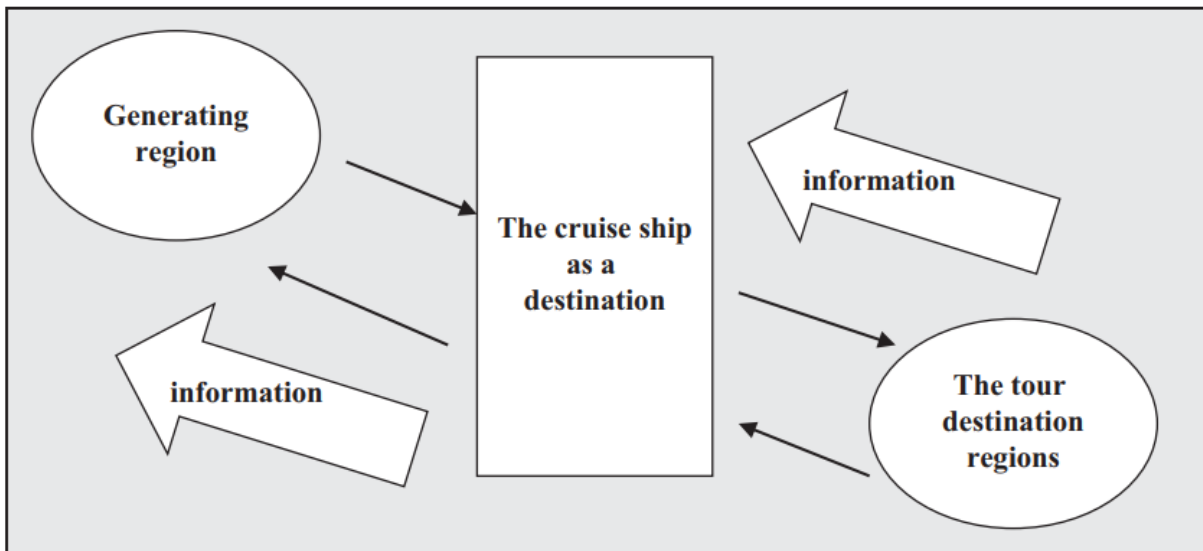 Generating
region
The cruise ship
as a
destination
information
information
The tour
destination
regions